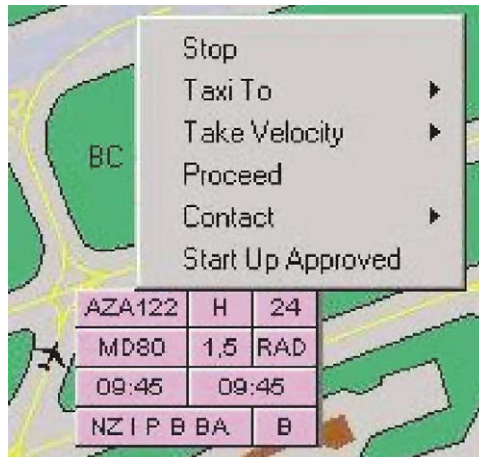 Stop
Taxi To
Take Velocity
BC
Proceed
Contact
Start Up Approved
AZA122 H 24
MD80 1,5 RAD
09:45 09:45
NZ I P B BA B